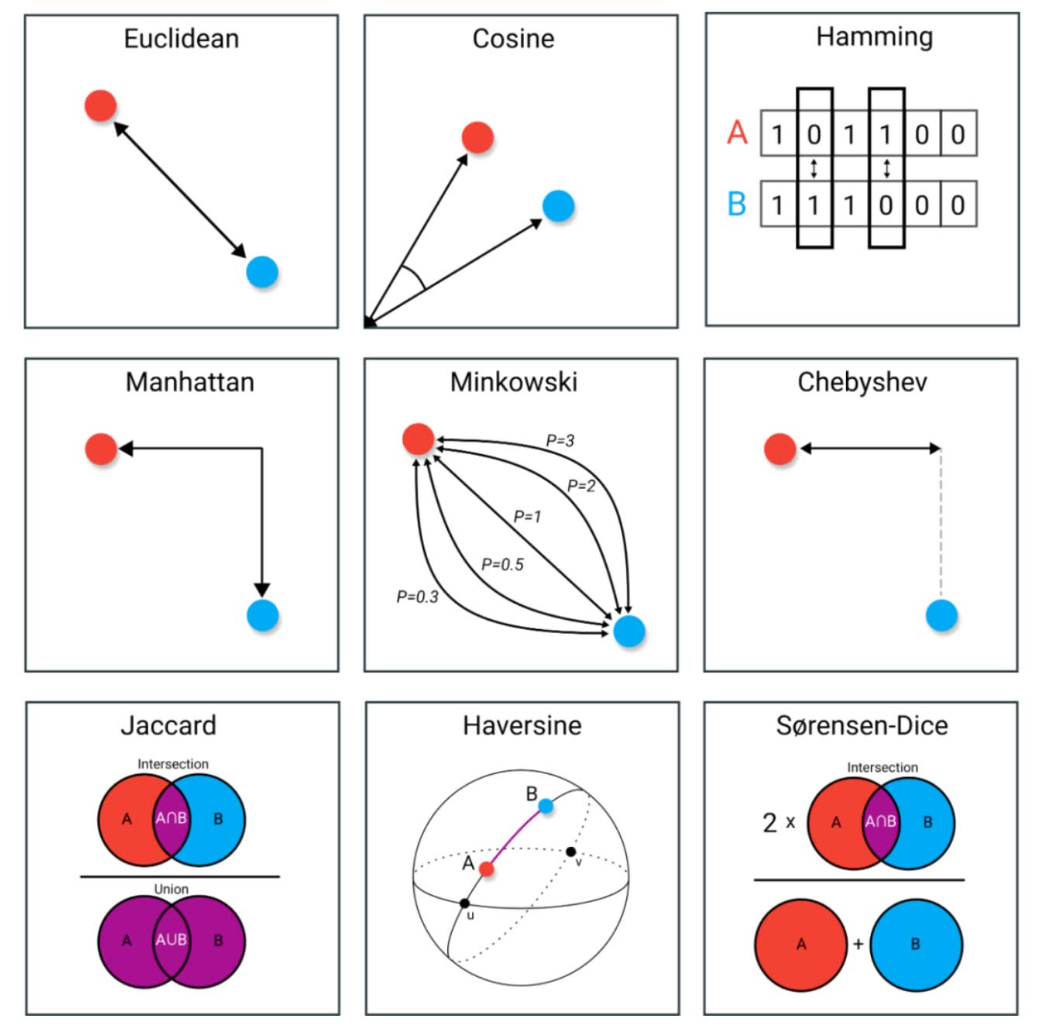 Euclidean
Cosine
Hamming
A 1 0 1 1 0 0
B 1 1 1 0 0 0
Manhattan
Minkowski
P=3
P=2
P=1
P=0.5
P=0.3
Chebyshev
Jaccard
Intersection
A A∩B B
Union
A A∪B B
Haversine
B
A
v
u
Sørensen-Dice
Intersection
2 x A A∩B B
A + B